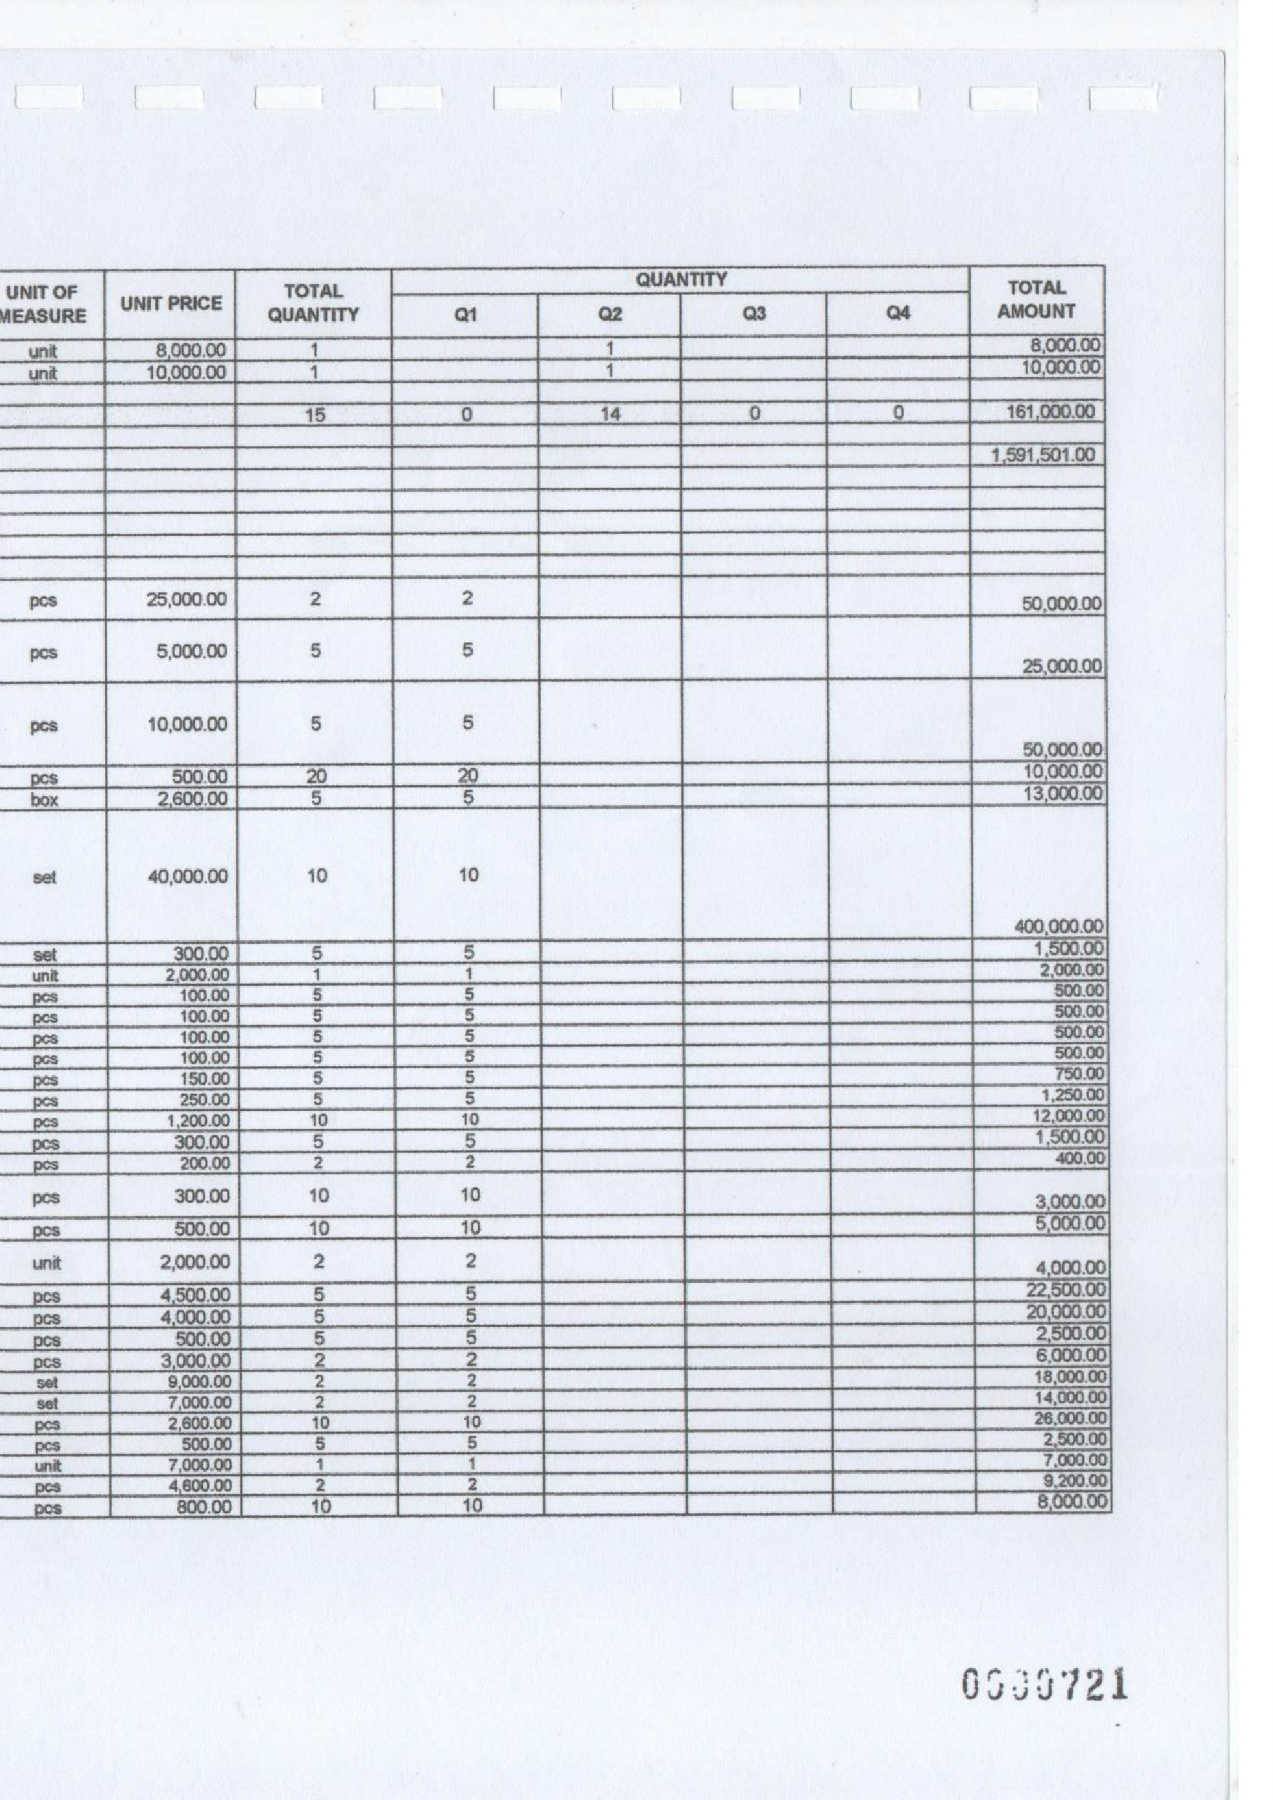 UNIT OF MEASURE UNIT PRICE TOTAL QUANTITY QUANTITY TOTAL AMOUNT
Q1 Q2 Q3 Q4
unit 8,000.00 1 1 8,000.00
unit 10,000.00 1 1 10,000.00
15 0 14 0 0 161,000.00
1,591,501.00
pcs 25,000.00 2 2 50,000.00
pcs 5,000.00 5 5 25,000.00
pcs 10,000.00 5 5 50,000.00
pcs 500.00 20 20 10,000.00
box 2,600.00 5 5 13,000.00
set 40,000.00 10 10 400,000.00
set 300.00 5 5 1,500.00
unit 2,000.00 1 1 2,000.00
pcs 100.00 5 5 500.00
pcs 100.00 5 5 500.00
pcs 100.00 5 5 500.00
pcs 100.00 5 5 500.00
pcs 150.00 5 5 750.00
pcs 250.00 5 5 1,250.00
pcs 1,200.00 10 10 12,000.00
pcs 300.00 5 5 1,500.00
pcs 200.00 2 2 400.00
pcs 300.00 10 10 3,000.00
pcs 500.00 10 10 5,000.00
unit 2,000.00 2 2 4,000.00
pcs 4,500.00 5 5 22,500.00
pcs 4,000.00 5 5 20,000.00
pcs 500.00 5 5 2,500.00
pcs 3,000.00 2 2 6,000.00
set 9,000.00 2 2 18,000.00
set 7,000.00 2 2 14,000.00
pcs 2,600.00 10 10 26,000.00
pcs 500.00 5 5 2,500.00
unit 7,000.00 1 1 7,000.00
pcs 4,600.00 2 2 9,200.00
pcs 800.00 10 10 8,000.00
0000721